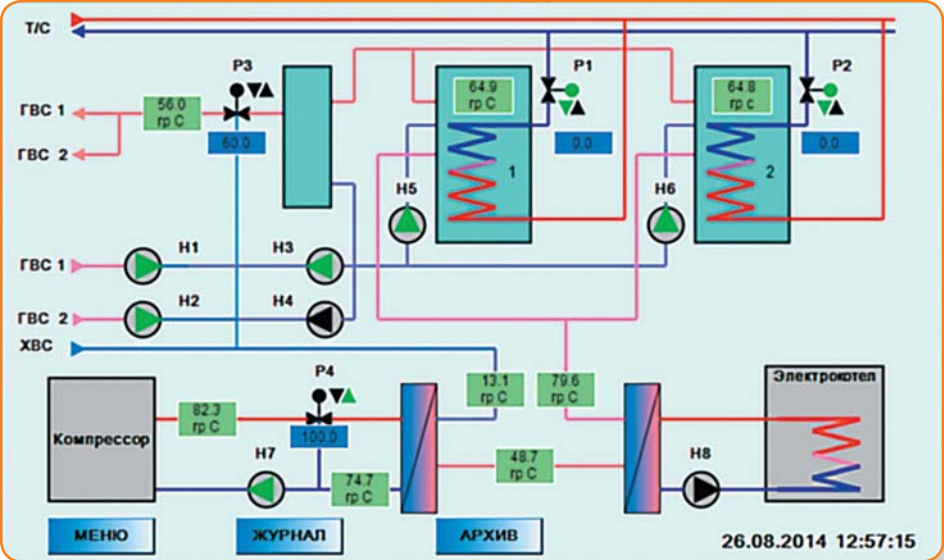 Т/С
Р3
Р1
Р2
64.9
гр С
64.8
гр с
56.0
гр С
ГВС 1
60.0
0.0
0.0
ГВС 2
1
2
Н5
Н6
Н1
Н3
ГВС 1
Н2
Н4
ГВС 2
ХВС
Р4
13.1
гр С
79.6
гр С
Электрокотел
82.3
гр С
Компрессор
100.0
Н7
48.7
гр С
Н8
74.7
гр С
МЕНЮ
ЖУРНАЛ
АРХИВ
26.08.2014 12:57:15